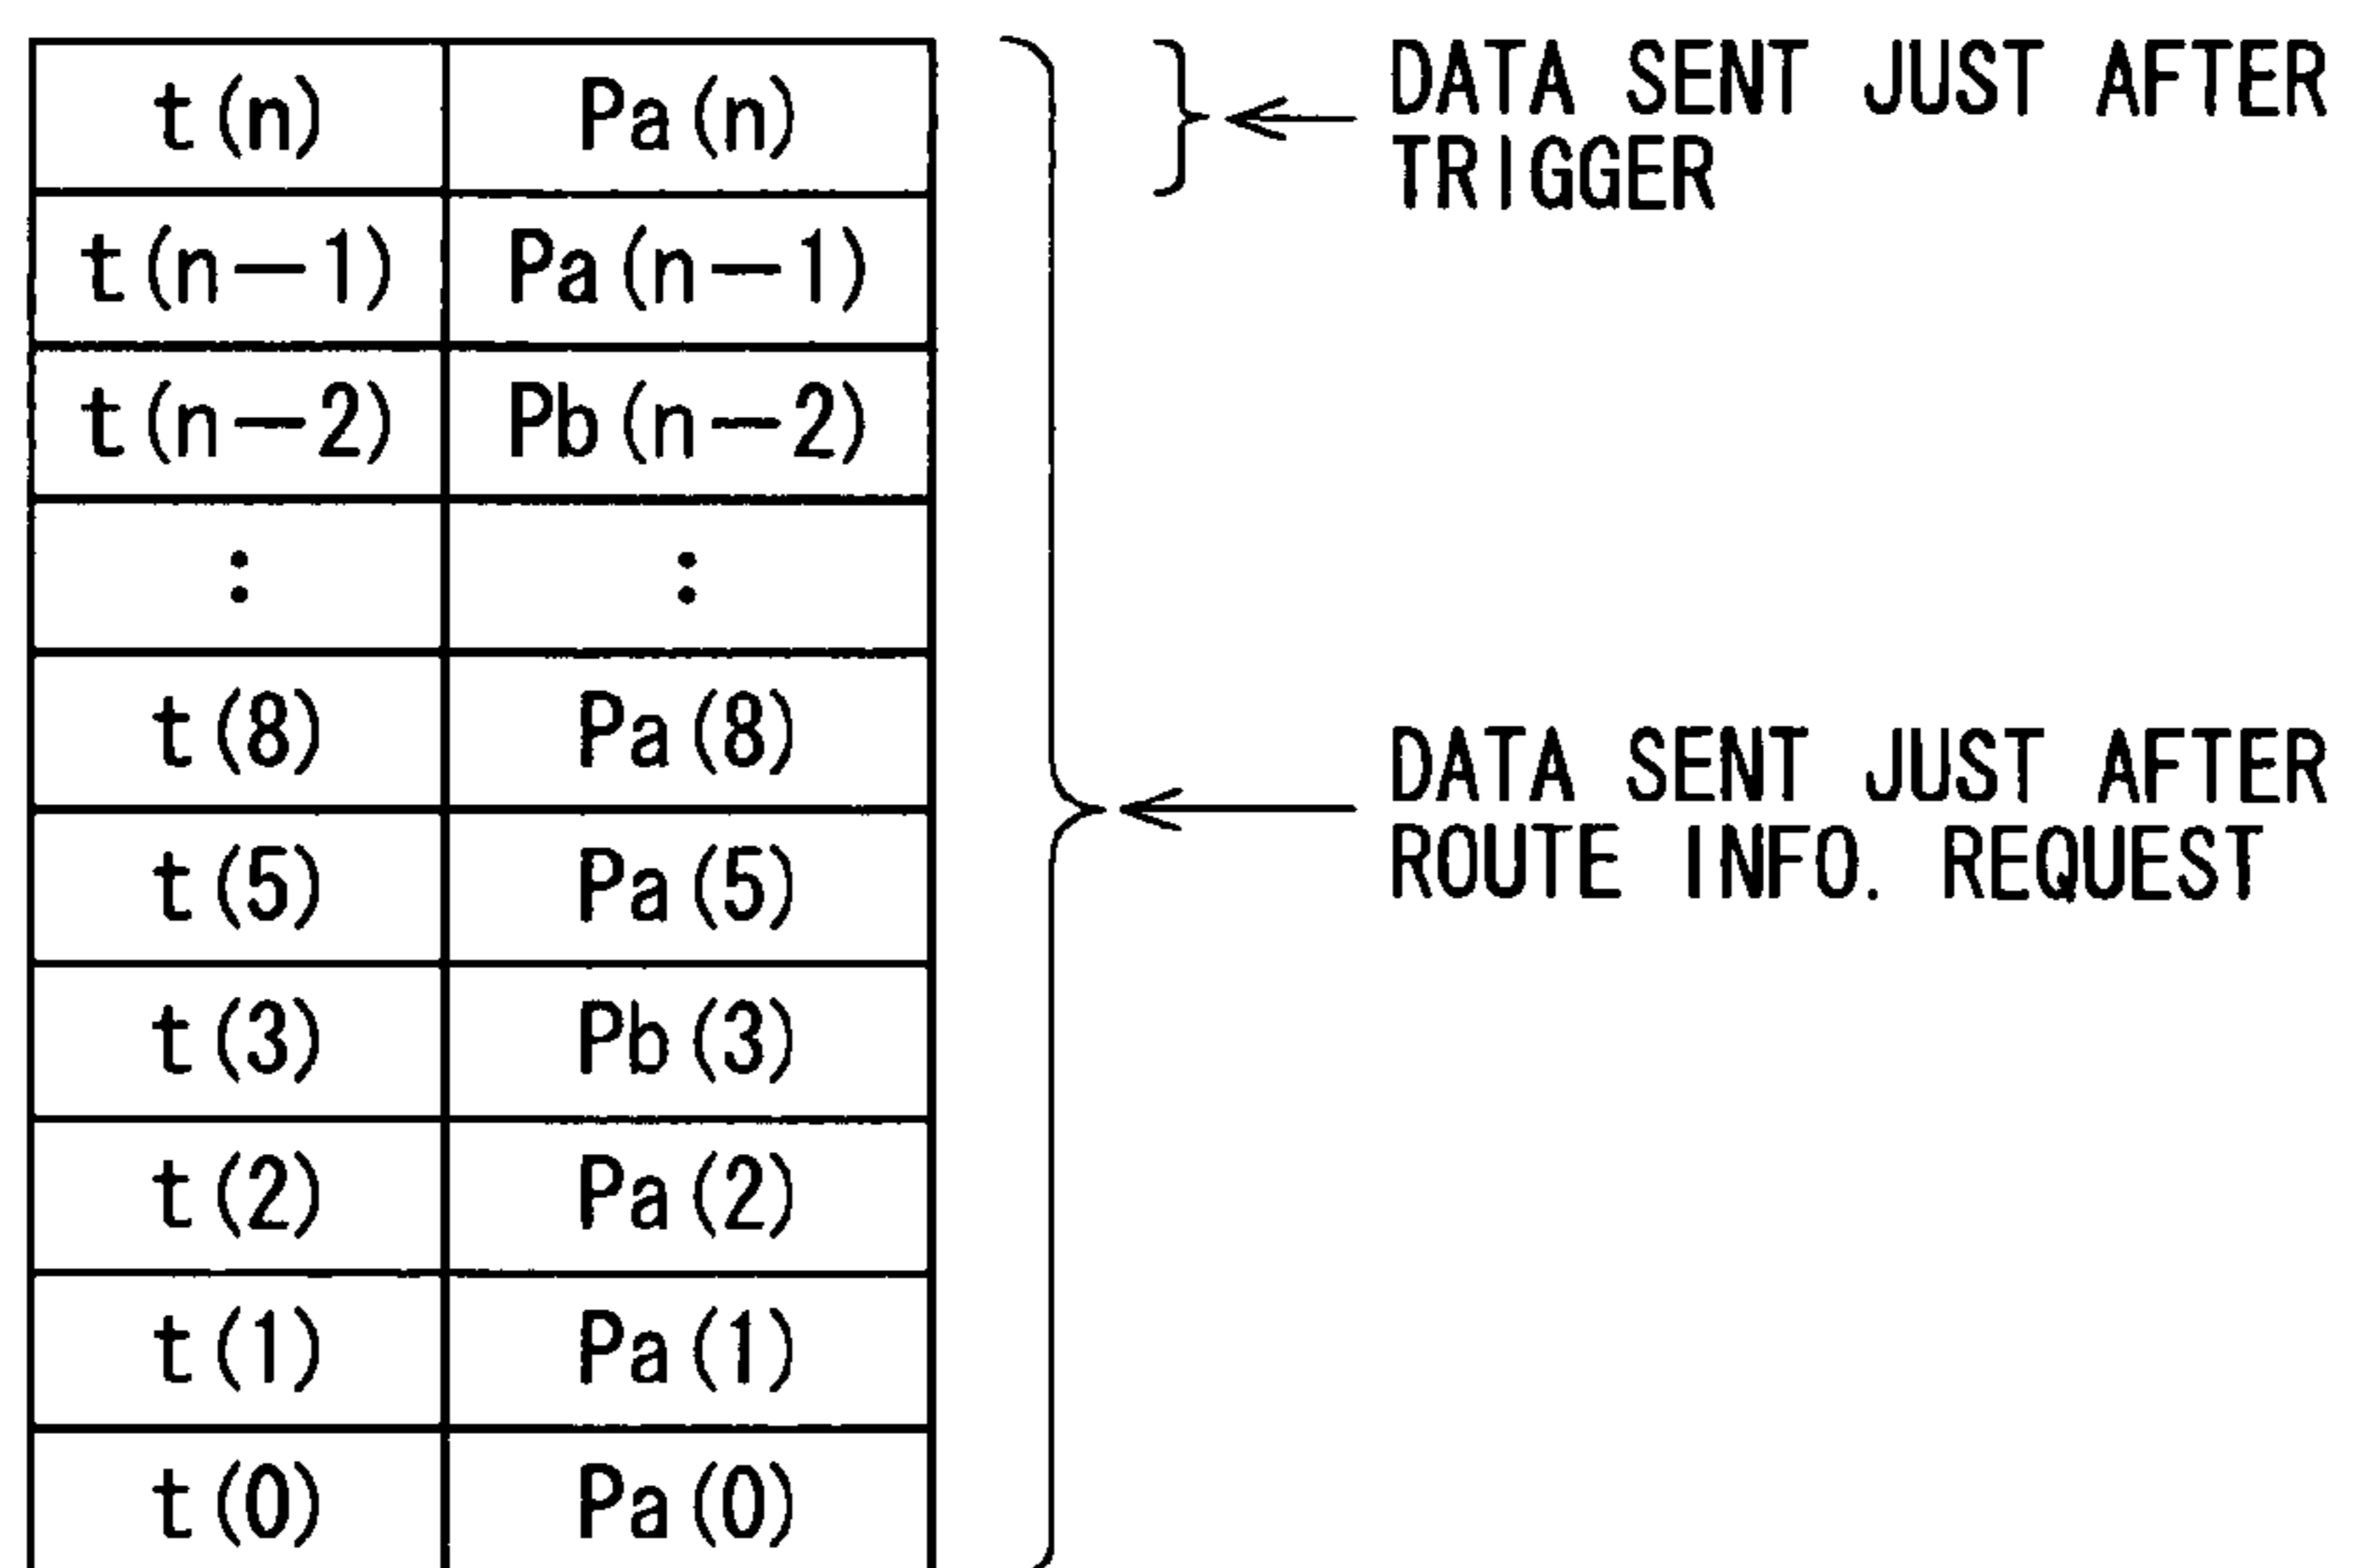 t(n) Pa(n)
t(n−1) Pa(n−1)
t(n−2) Pb(n−2)
: :
t(8) Pa(8)
t(5) Pa(5)
t(3) Pb(3)
t(2) Pa(2)
t(1) Pa(1)
t(0) Pa(0)
DATA SENT JUST AFTER
TRIGGER
DATA SENT JUST AFTER
ROUTE INFO. REQUEST